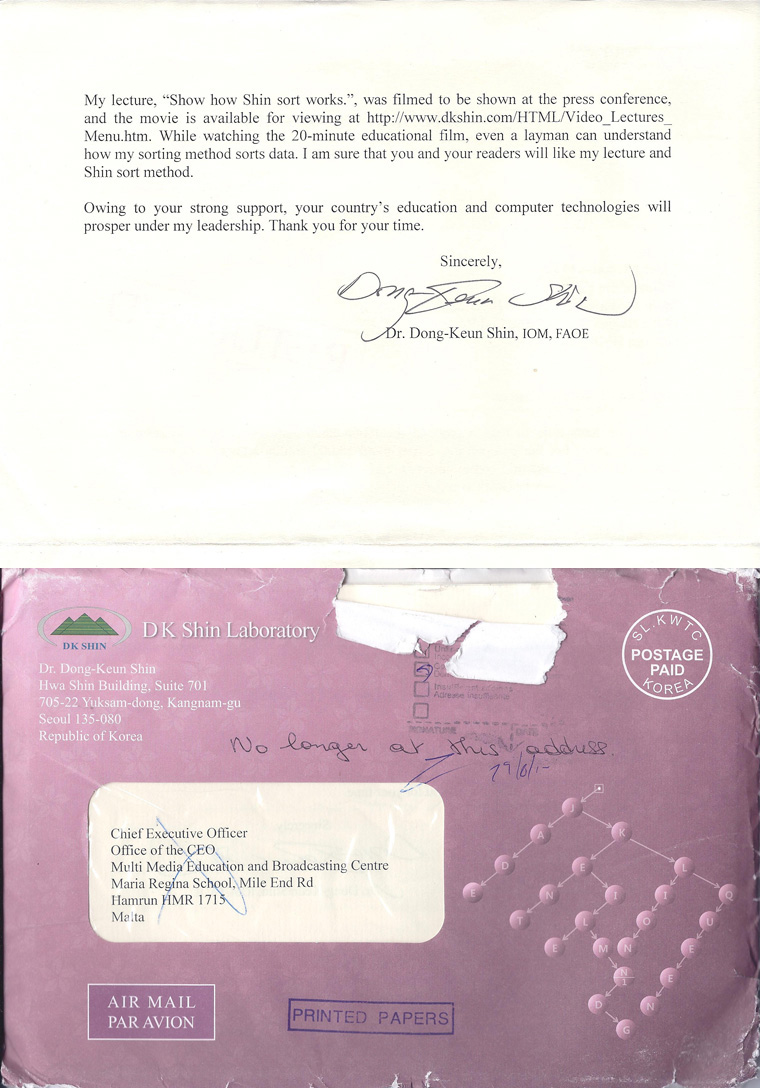 My lecture, “Show how Shin sort works.”, was filmed to be shown at the press conference,
and the movie is available for viewing at http://www.dkshin.com/HTML/Video_Lectures_
Menu.htm. While watching the 20-minute educational film, even a layman can understand
how my sorting method sorts data. I am sure that you and your readers will like my lecture and
Shin sort method.
Owing to your strong support, your country’s education and computer technologies will
prosper under my leadership. Thank you for your time.
Sincerely,
Dong-Keun Shin
Dr. Dong-Keun Shin, IOM, FAOE
DK SHIN
DK Shin Laboratory
Dr. Dong-Keun Shin
Hwa Shin Building, Suite 701
705-22 Yuksam-dong, Kangnam-gu
Seoul 135-080
Republic of Korea
SL.KWTC
POSTAGE
PAID
KOREA
SIGNATURE
DATE
No longer at this address.
Chief Executive Officer
Office of the CEO
Multi Media Education and Broadcasting Centre
Maria Regina School, Mile End Rd
Hamrun HMR 1715
Malta
J
A K
E L
E N I I Q
Y L O U
E M N E
N E
D N
G
AIR MAIL
PAR AVION
PRINTED PAPERS